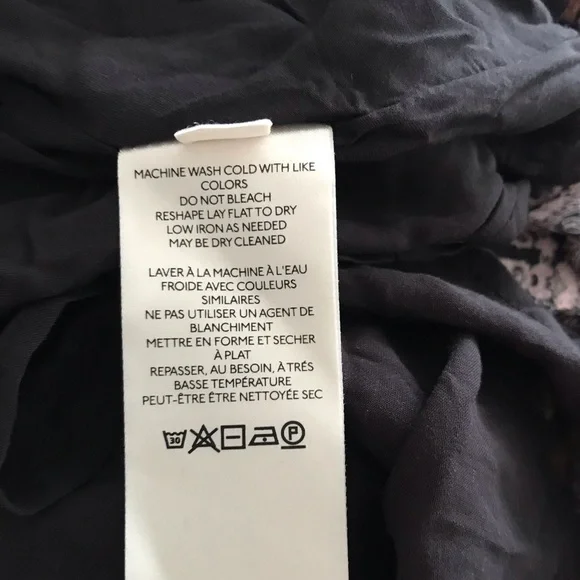 MACHINE WASH COLD WITH LIKE
COLORS
DO NOT BLEACH
RESHAPE LAY FLAT TO DRY
LOW IRON AS NEEDED
MAY BE DRY CLEANED
LAVER À LA MACHINE À L'EAU
FROIDE AVEC COULEURS
SIMILAIRES
NE PAS UTILISER UN AGENT DE
BLANCHIMENT
METTRE EN FORME ET SECHER
À PLAT
REPASSER, AU BESOIN, À TRÉS
BASSE TEMPÉRATURE
PEUT-ÊTRE ÊTRE NETTOYÉE SEC
30 P